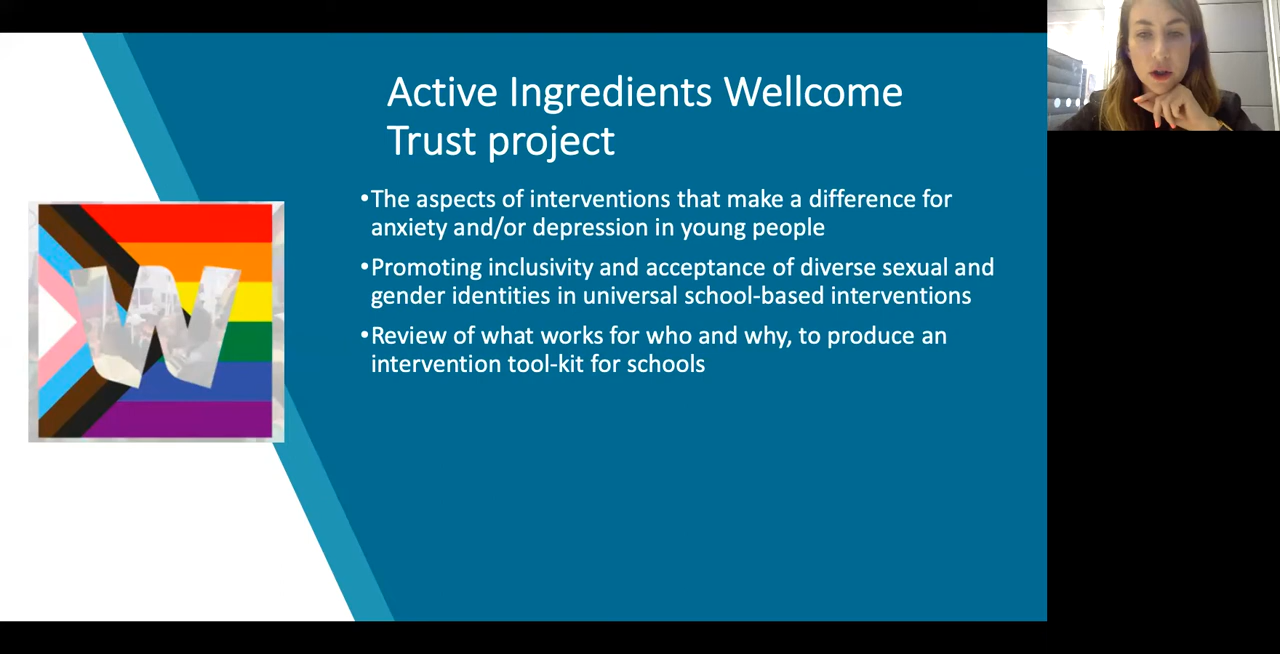 Active Ingredients Wellcome
Trust project
•The aspects of interventions that make a difference for
anxiety and/or depression in young people
•Promoting inclusivity and acceptance of diverse sexual and
gender identities in universal school-based interventions
•Review of what works for who and why, to produce an
intervention tool-kit for schools
W